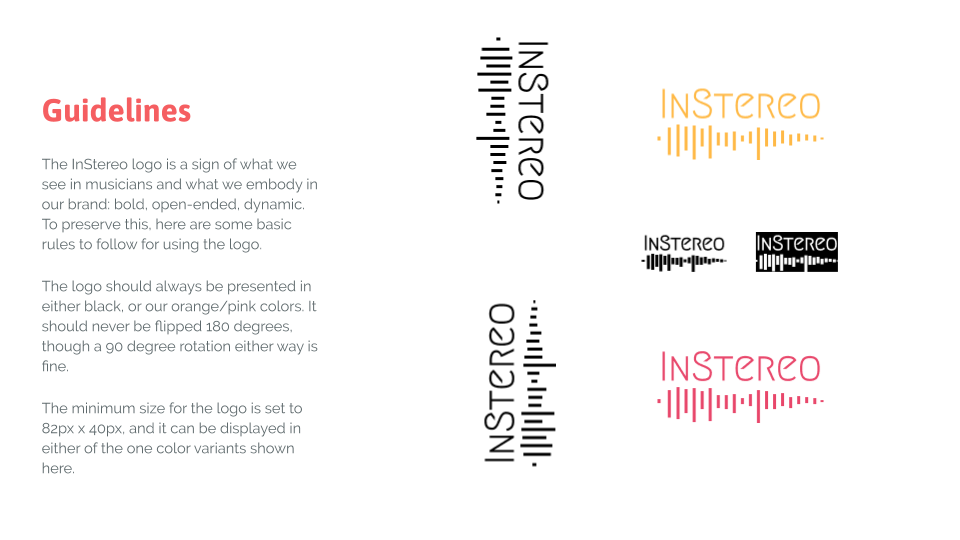 Guidelines
The InStereo logo is a sign of what we
see in musicians and what we embody in
our brand: bold, open-ended, dynamic.
To preserve this, here are some basic
rules to follow for using the logo.
The logo should always be presented in
either black, or our orange/pink colors. It
should never be flipped 180 degrees,
though a 90 degree rotation either way is
fine.
The minimum size for the logo is set to
82px x 40px, and it can be displayed in
either of the one color variants shown
here.
INSTEREO
INSTEREO
INSTEREO
INSTEREO
INSTEREO
INSTEREO